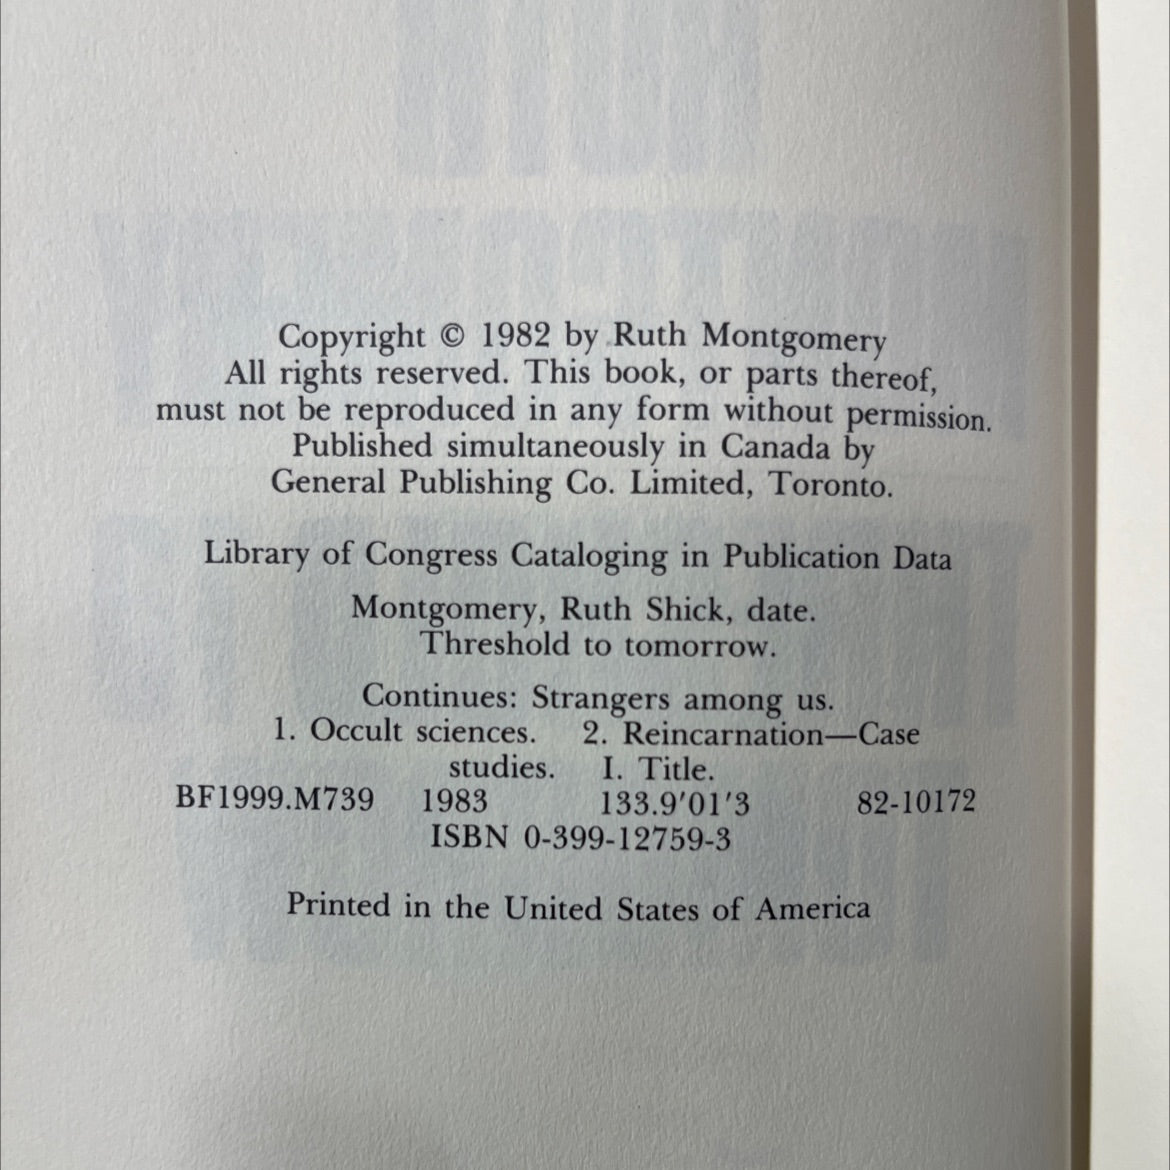 Copyright © 1982 by Ruth Montgomery
All rights reserved. This book, or parts thereof,
must not be reproduced in any form without permission.
Published simultaneously in Canada by
General Publishing Co. Limited, Toronto.
Library of Congress Cataloging in Publication Data
Montgomery, Ruth Shick, date.
Threshold to tomorrow.
Continues: Strangers among us.
1. Occult sciences. 2. Reincarnation—Case
studies. I. Title.
BF1999.M739 1983 133.9'01'3 82-10172
ISBN 0-399-12759-3
Printed in the United States of America